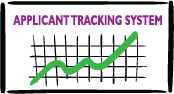 APPLICANT TRACKING SYSTEM